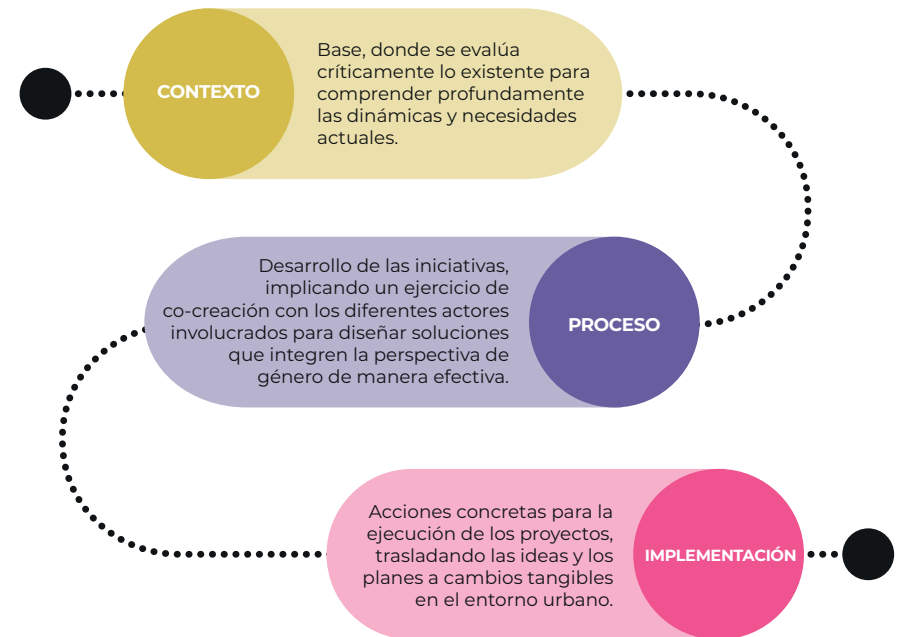 CONTEXTO
Base, donde se evalúa
críticamente lo existente para
comprender profundamente
las dinámicas y necesidades
actuales.
Desarrollo de las iniciativas,
implicando un ejercicio de
co-creación con los diferentes actores
involucrados para diseñar soluciones
que integren la perspectiva de
género de manera efectiva.
PROCESO
Acciones concretas para la
ejecución de los proyectos,
trasladando las ideas y los
planes a cambios tangibles
en el entorno urbano.
IMPLEMENTACIÓN